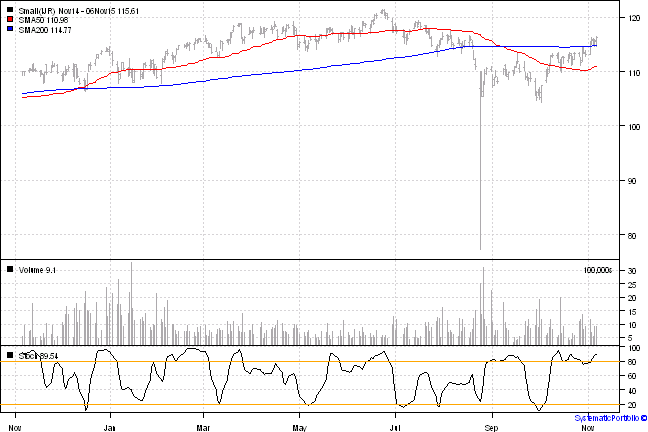 Small(IJR) Nov14 - 06Nov15 115.61
SMA50 110.98
SMA200 114.77
120
110
100
90
80
Volume 9.1
100,000s
30
25
20
15
10
5
Stock 89.54
100
80
60
40
20
Nov Jan Mar May Jul Sep Nov
SystematicPortfolio ©